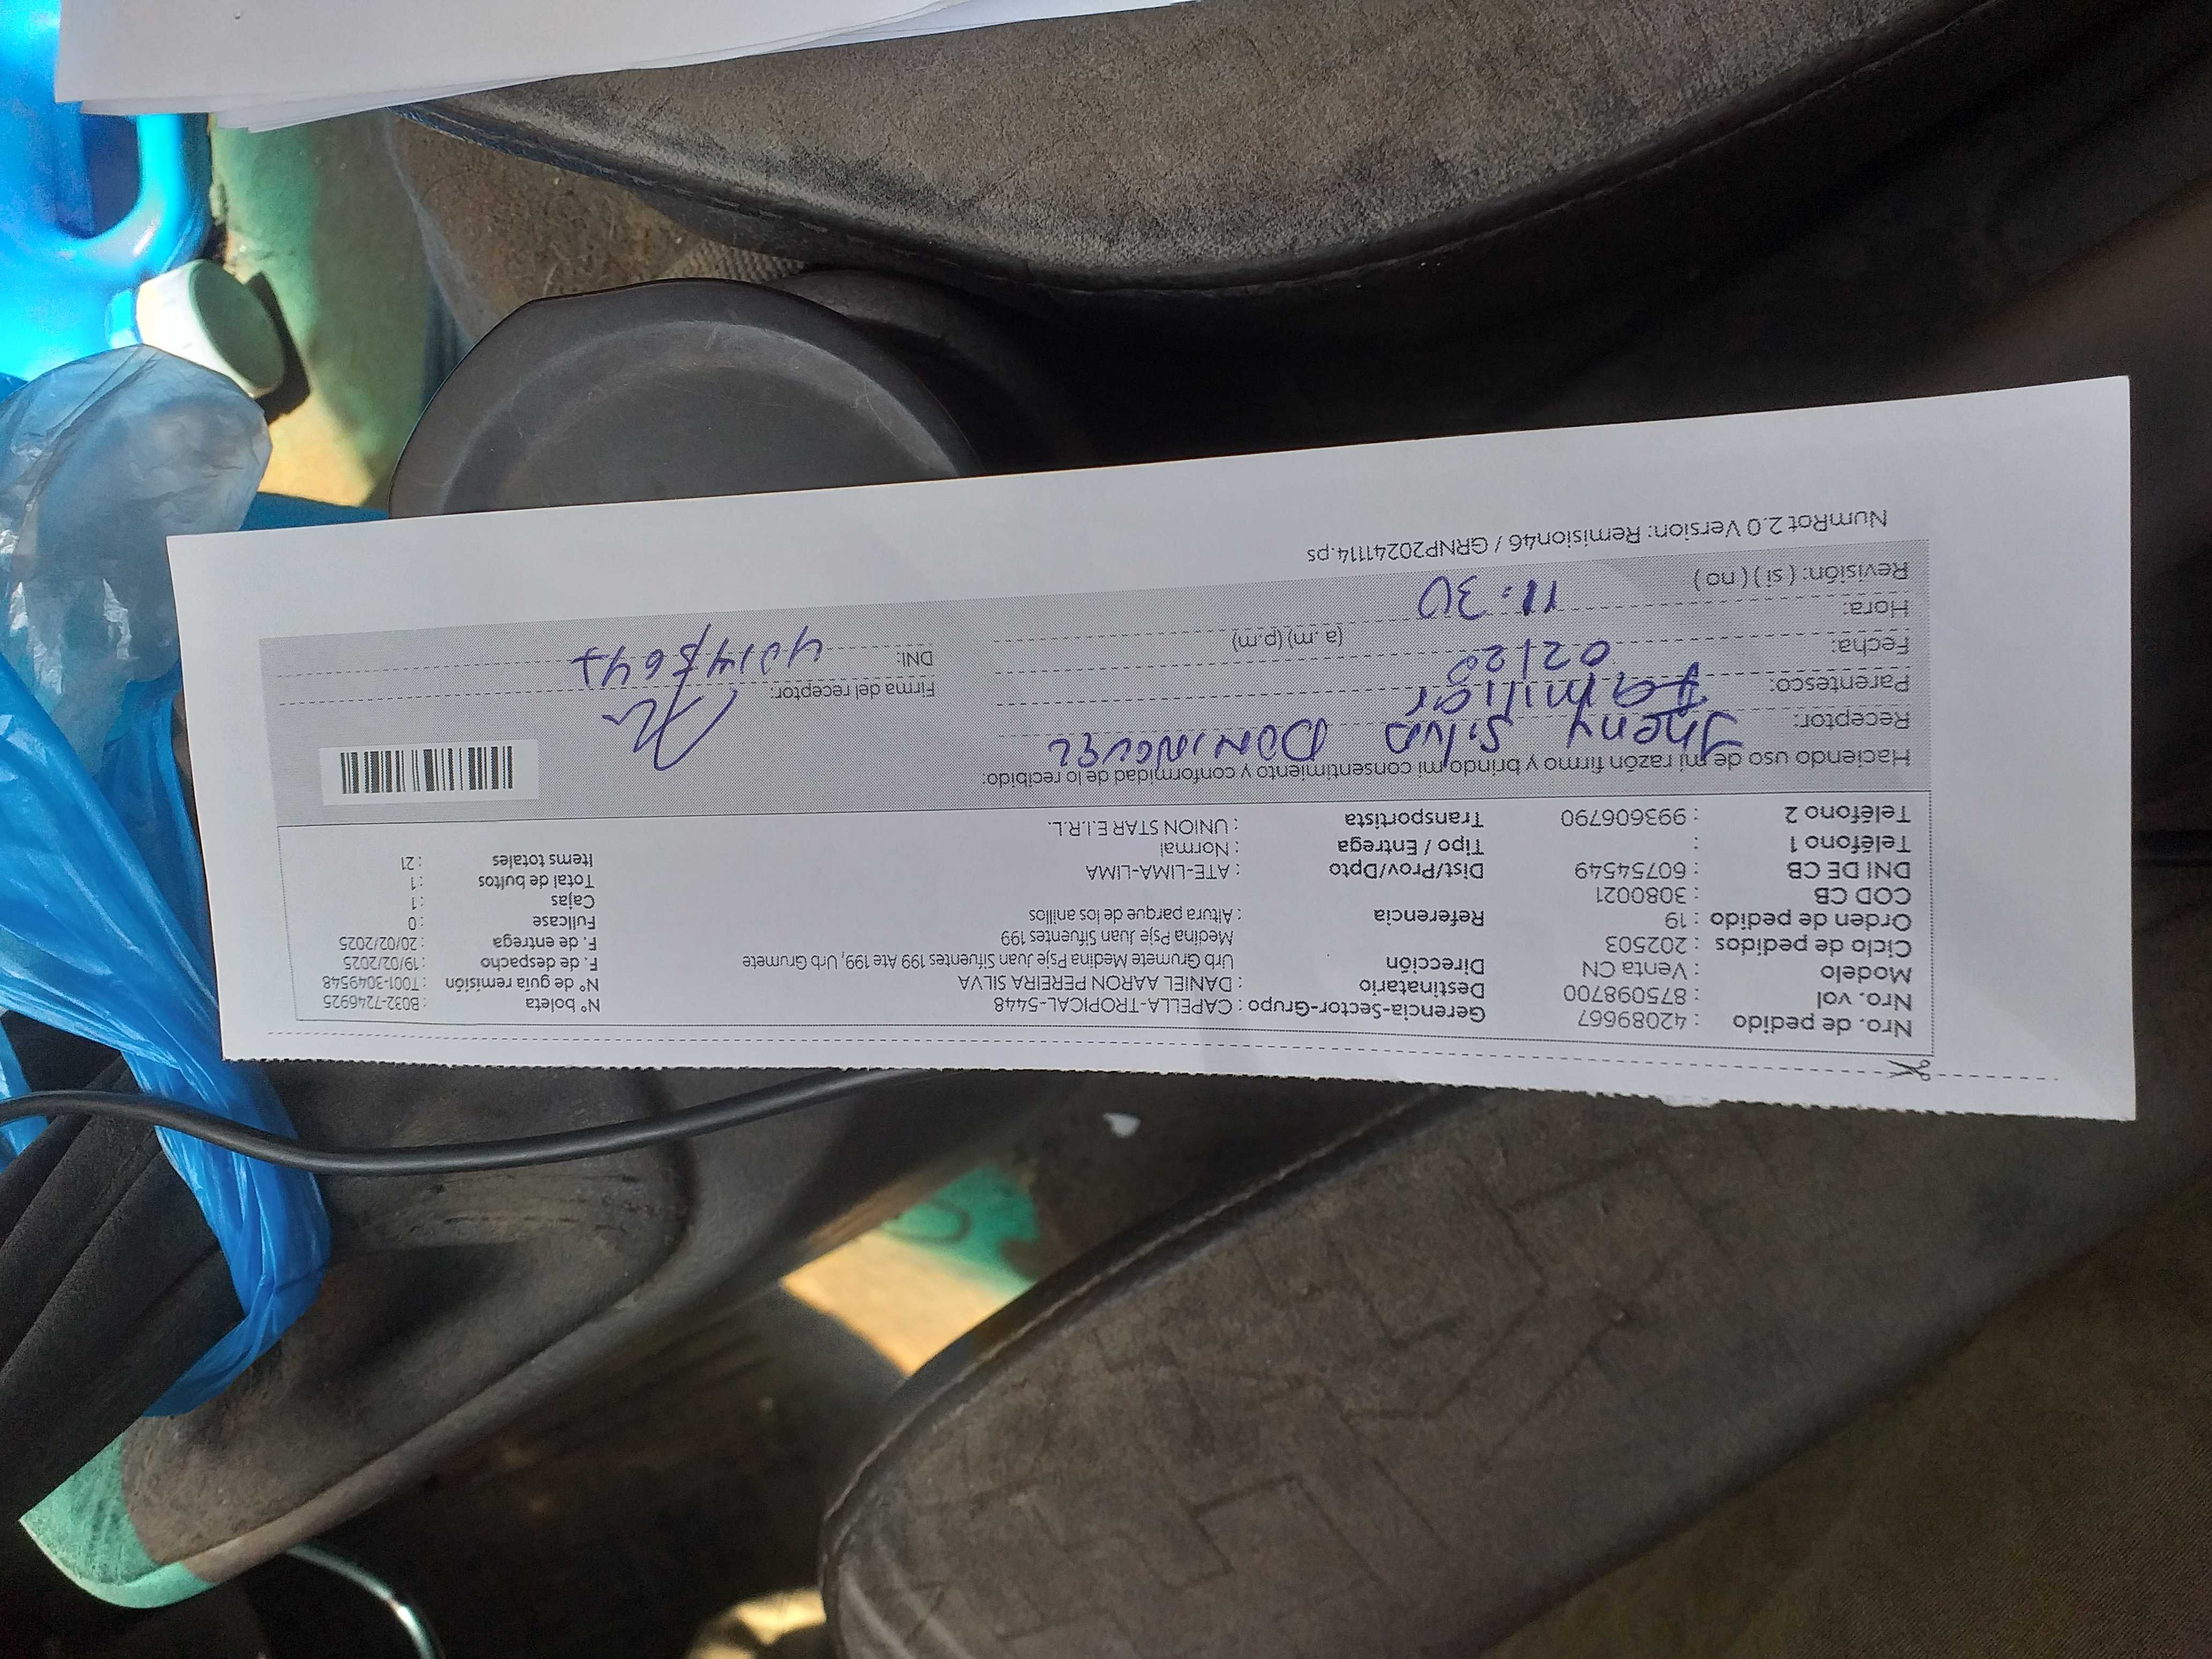 Nro. de pedido : 42089667 Gerencia-Sector-Grupo : CAPELLA-TROPICAL-5448 N° boleta : B032-7246925
Nro. vol : 875098700 Destinatario : DANIEL AARON PEREIRA SILVA N° de guía remisión : T001-3049548
Modelo : Venta CN Dirección Urb Grumete Medina Psje Juan Sifuentes 199 Ate 199, Urb Grumete F. de despacho : 19/02/2025
Ciclo de pedidos : 202503 Medina Psje Juan Sifuentes 199 F. de entrega : 20/02/2025
Orden de pedido : 19 Referencia : Altura parque de los anillos Fullcase : 0
COD CB : 3080021 Cajas : 1
DNI DE CB : 60754549 Dist/Prov/Dpto : ATE-LIMA-LIMA Total de bultos : 1
Teléfono 1 : Tipo / Entrega : Normal Items totales : 21
Teléfono 2 : 993606790 Transportista : UNION STAR E.I.R.L.
Haciendo uso de mi razón firmo y brindo mi consentimiento y conformidad de lo recibido:
Receptor: Jheny Silva DOMINGUEZ
Parentesco: Familiar Firma del receptor:
Fecha: 02/20 DNI:
Hora: 11:30 (a.m) (p.m)
Revisión: ( si ) ( no )
NumRot 2.0 Version: Remision46 / GRNP20241114.ps